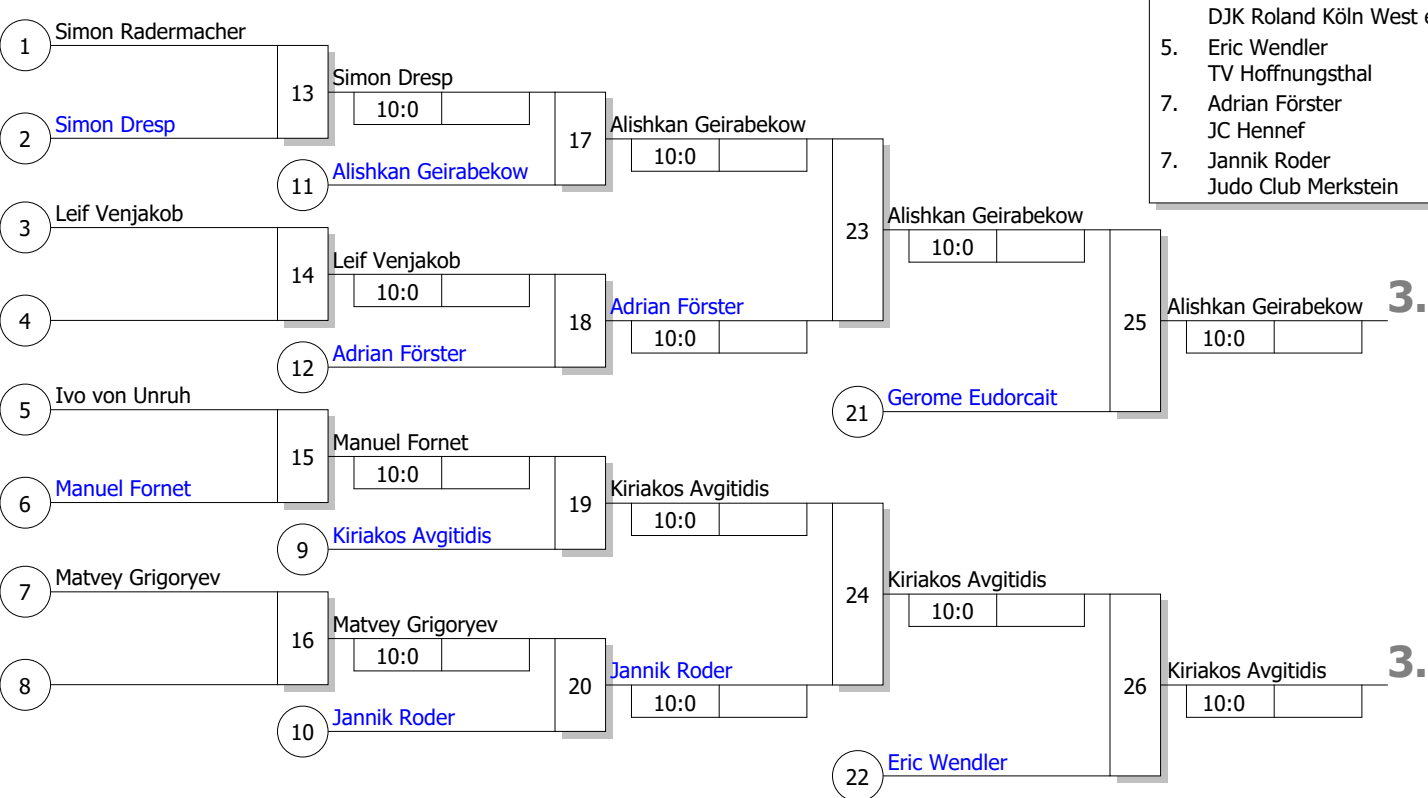 DJK Roland Köln West e
5. Eric Wendler
TV Hoffnungsthal
7. Adrian Förster
JC Hennef
7. Jannik Roder
Judo Club Merkstein
1 Simon Radermacher
13 Simon Dresp
10:0
2 Simon Dresp
17 Alishkan Geirabekow
10:0
11 Alishkan Geirabekow
3 Leif Venjakob
23 Alishkan Geirabekow
10:0
14 Leif Venjakob
10:0
4
18 Adrian Förster
10:0
12 Adrian Förster
25 Alishkan Geirabekow 3.
10:0
5 Ivo von Unruh
21 Gerome Eudorcait
15 Manuel Fornet
10:0
6 Manuel Fornet
19 Kiriakos Avgitidis
10:0
9 Kiriakos Avgitidis
7 Matvey Grigoryev
24 Kiriakos Avgitidis
10:0
16 Matvey Grigoryev
10:0
8
20 Jannik Roder
10:0
26 Kiriakos Avgitidis 3.
10:0
10 Jannik Roder
22 Eric Wendler